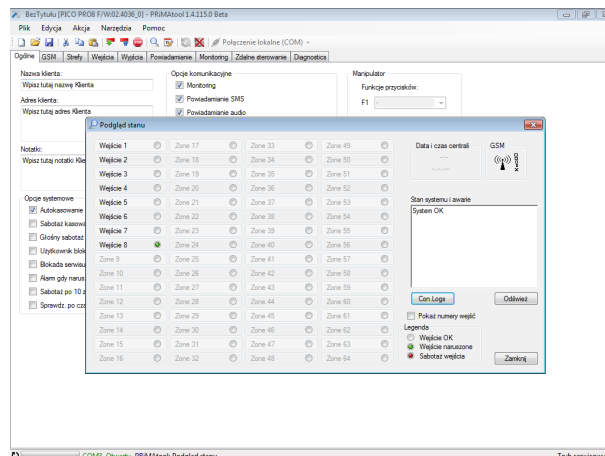 BezTytułu [PICO PRO8 F/W:02.4036_0] - PRiMAtool 1.4.115.0 Beta
Plik Edycja Akcja Narzędzia Pomoc
Połączenie lokalne (COM)
Ogólne GSM Strefy Wejścia Wyjścia Powiadamianie Monitoring Zdalne sterowanie Diagnostics
Nazwa klienta:
Wpisz tutaj nazwę Klienta
Adres klienta:
Wpisz tutaj adres Klienta
Notatki:
Wpisz tutaj notatki Klie
Opcje systemowe
Autokasowanie
Sabotaż kasowa
Głośny sabotaż
Użytkownik blok
Blokada serwisu
Alarm gdy narus
Sabotaż po 10 z
Sprawdz. po cza
Opcje komunikacyjne
Monitoring
Powiadamianie SMS
Powiadamianie audio
Manipulator
Funkcje przycisków:
F1 -
Podgląd stanu
Wejście 1 Zone 17 Zone 33 Zone 49
Wejście 2 Zone 18 Zone 34 Zone 50
Wejście 3 Zone 19 Zone 35 Zone 51
Wejście 4 Zone 20 Zone 36 Zone 52
Wejście 5 Zone 21 Zone 37 Zone 53
Wejście 6 Zone 22 Zone 38 Zone 54
Wejście 7 Zone 23 Zone 39 Zone 55
Wejście 8 Zone 24 Zone 40 Zone 56
Zone 9 Zone 25 Zone 41 Zone 57
Zone 10 Zone 26 Zone 42 Zone 58
Zone 11 Zone 27 Zone 43 Zone 59
Zone 12 Zone 28 Zone 44 Zone 60
Zone 13 Zone 29 Zone 45 Zone 61
Zone 14 Zone 30 Zone 46 Zone 62
Zone 15 Zone 31 Zone 47 Zone 63
Zone 16 Zone 32 Zone 48 Zone 64
Data i czas centrali
--:--
GSM
Stan systemu i awarie
System OK
Con.Logs Odśwież
Pokaż numery wejść
Legenda
Wejście OK
Wejście naruszone
Sabotaż wejścia
Zamknij
COM3, Otwarty PRiMAtool: Podgląd stanu